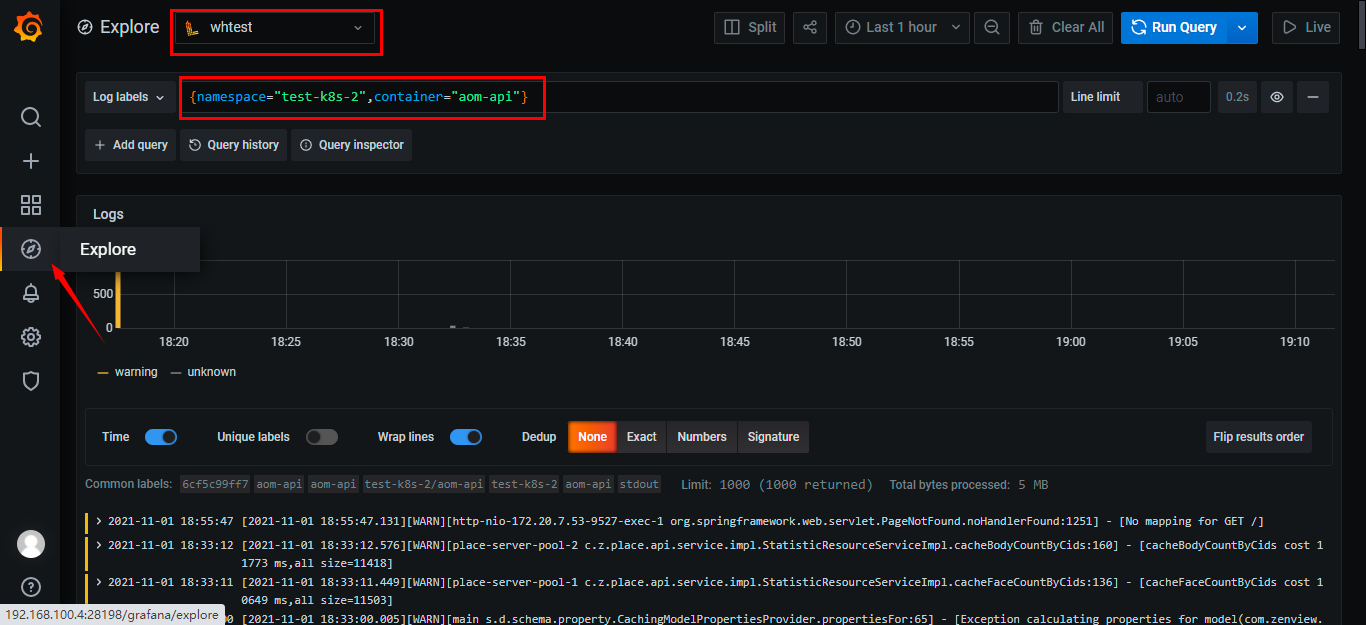 Explore
whtest
Split
Last 1 hour
Clear All
Run Query
Live
Log labels
{namespace="test-k8s-2",container="aom-api"}
Line limit
auto
0.2s
Add query
Query history
Query inspector
Logs
Explore
500
0
18:20 18:25 18:30 18:35 18:40 18:45 18:50 18:55 19:00 19:05 19:10
warning unknown
Time
Unique labels
Wrap lines
Dedup
None Exact Numbers Signature
Flip results order
Common labels: 6cf5c99ff7 aom-api aom-api test-k8s-2/aom-api test-k8s-2 aom-api stdout Limit: 1000 (1000 returned) Total bytes processed: 5 MB
> 2021-11-01 18:55:47 [2021-11-01 18:55:47.131][WARN][http-nio-172.20.7.53-9527-exec-1 org.springframework.web.servlet.PageNotFound.noHandlerFound:1251] - [No mapping for GET /]
> 2021-11-01 18:33:12 [2021-11-01 18:33:12.576][WARN][place-server-pool-2 c.z.place.api.service.impl.StatisticResourceServiceImpl.cacheBodyCountByCids:160] - [cacheBodyCountByCids cost 1
1773 ms,all size=11418]
> 2021-11-01 18:33:11 [2021-11-01 18:33:11.449][WARN][place-server-pool-1 c.z.place.api.service.impl.StatisticResourceServiceImpl.cacheFaceCountByCids:136] - [cacheFaceCountByCids cost 1
0649 ms,all size=11503]
[2021-11-01 18:33:00.005][WARN][main s.d.schema.property.CachingModelPropertiesProvider.propertiesFor:65] - [Exception calculating properties for model(com.zenview.
192.168.100.4:28198/grafana/explore